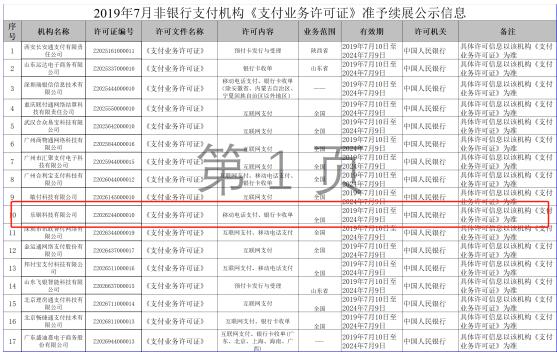 2019年7月非银行支付机构《支付业务许可证》准予续展公示信息
序号 机构名称 许可证编号 许可文件名称 许可内容 业务范围 有效期 许可机关 备注
1 西安长安通支付有限责任公司 Z2025161000011 《支付业务许可证》 预付卡发行与受理 陕西省 2019年7月10日至2024年7月9日 中国人民银行 具体许可信息以该机构《支付业务许可证》为准
2 山东运达电子商务有限公司 Z2025337000016 《支付业务许可证》 银行卡收单 山东省 2019年7月10日至2024年7月9日 中国人民银行 具体许可信息以该机构《支付业务许可证》为准
3 深圳瑞银信信息技术有限公司 Z2025444000010 《支付业务许可证》 移动电话支付、银行卡收单(除安徽省、内蒙古自治区、宁夏回族自治区以外地区) —— 2019年7月10日至2024年7月9日 中国人民银行 具体许可信息以该机构《支付业务许可证》为准
4 重庆联付通网络结算科技有限责任公司 Z2025550000010 《支付业务许可证》 互联网支付 全国 2019年7月10日至2024年7月9日 中国人民银行 具体许可信息以该机构《支付业务许可证》为准
5 武汉合众易宝科技有限公司 Z2025642000010 《支付业务许可证》 互联网支付 全国 2019年7月10日至2024年7月9日 中国人民银行 具体许可信息以该机构《支付业务许可证》为准
6 广州商物通网络科技有限公司 Z2025844000010 《支付业务许可证》 互联网支付 全国 2019年7月10日至2024年7月9日 中国人民银行 具体许可信息以该机构《支付业务许可证》为准
7 广州市汇聚支付电子科技有限公司 Z2025944000015 《支付业务许可证》 互联网支付 全国 2019年7月10日至2024年7月9日 中国人民银行 具体许可信息以该机构《支付业务许可证》为准
8 广州合利宝支付科技有限公司 《支付业务许可证》 互联网支付、移动电话支付、银行卡收单 全国 2019年7月10日至2024年7月9日 中国人民银行 具体许可信息以该机构《支付业务许可证》为准
9 敏付科技有限公司 Z2026145000010 《支付业务许可证》 互联网支付 全国 2019年7月10日至2024年7月9日 中国人民银行 具体许可信息以该机构《支付业务许可证》为准
10 乐刷科技有限公司 Z2026244000010 《支付业务许可证》 移动电话支付、银行卡收单 全国 2019年7月10日至2024年7月9日 中国人民银行 具体许可信息以该机构《支付业务许可证》为准
11 有限公司 Z2026344000019 《支付业务许可证》 互联网支付、移动电话支付 全国 2019年7月10日至2024年7月9日 中国人民银行 具体许可信息以该机构《支付业务许可证》为准
12 金运通网络支付股份有限公司 Z2026437000017 《支付业务许可证》 互联网支付 全国 2019年7月10日至2024年7月9日 中国人民银行 具体许可信息以该机构《支付业务许可证》为准
13 邦付宝支付科技有限公司 《支付业务许可证》 互联网支付、移动电话支付 全国 2019年7月10日至2024年7月9日 中国人民银行 具体许可信息以该机构《支付业务许可证》为准
14 山东飞银智能科技有限公司 Z2026637000015 《支付业务许可证》 预付卡发行与受理 山东省 2019年7月10日至2024年7月9日 中国人民银行 具体许可信息以该机构《支付业务许可证》为准
15 北京理房通支付科技有限公司 Z2026711000014 《支付业务许可证》 互联网支付 全国 2019年7月10日至2024年7月9日 中国人民银行 具体许可信息以该机构《支付业务许可证》为准
16 北京畅捷通支付技术有限公司 Z2026811000013 《支付业务许可证》 互联网支付、银行卡收单 全国 2019年7月10日至2024年7月9日 中国人民银行 具体许可信息以该机构《支付业务许可证》为准
17 广东盛迪嘉电子商务股份有限公司 Z2026944000013 《支付业务许可证》 互联网支付、银行卡收单(广东、北京、上海、海南、广西) 全国 2019年7月10日至2024年7月9日 中国人民银行 具体许可信息以该机构《支付业务许可证》为准
第 1 页